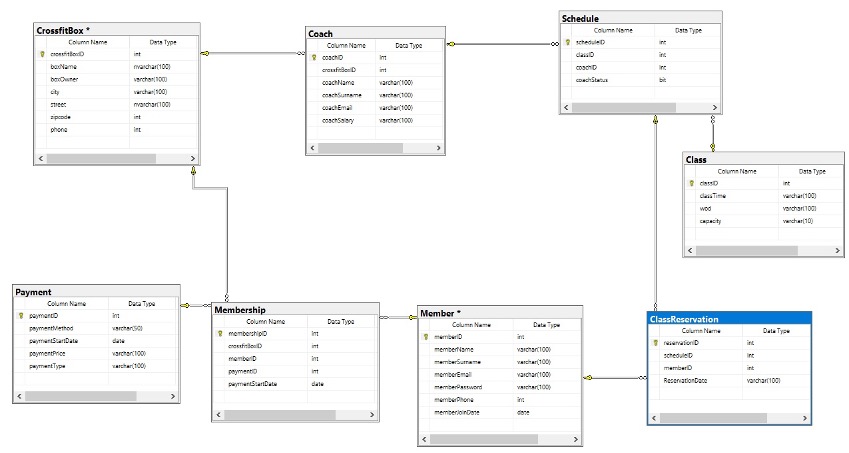 CrossfitBox *
Column Name Data Type
crossfitBoxID int
boxName nvarchar(100)
boxOwner varchar(100)
city varchar(100)
street nvarchar(100)
zipcode int
phone int
Coach
Column Name Data Type
coachID int
crossfitBoxID int
coachName varchar(100)
coachSurname varchar(100)
coachEmail varchar(100)
coachSalary varchar(100)
Schedule
Column Name Data Type
scheduleID int
classID int
coachID int
coachStatus bit
Class
Column Name Data Type
classID int
classTime varchar(100)
wod varchar(100)
capacity varchar(10)
Payment
Column Name Data Type
paymentID int
paymentMethod varchar(50)
paymentStartDate date
paymentPrice varchar(100)
paymentType varchar(100)
Membership
Column Name Data Type
membershipID int
crossfitBoxID int
memberID int
paymentID int
paymentStartDate date
Member *
Column Name Data Type
memberID int
memberName varchar(100)
memberSurname varchar(100)
memberEmail varchar(100)
memberPassword varchar(100)
memberPhone int
memberJoinDate date
ClassReservation
Column Name Data Type
reservationID int
scheduleID int
memberID int
ReservationDate varchar(100)